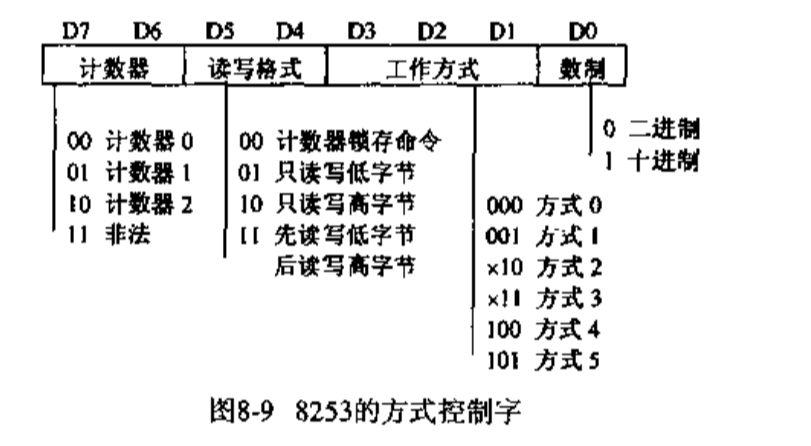 D7 D6 D5 D4 D3 D2 D1 D0
计数器 读写格式 工作方式 数制
0 二进制
1 十进制
00 计数器0
01 计数器1
10 计数器2
11 非法
00 计数器锁存命令
01 只读写低字节
10 只读写高字节
11 先读写低字节
后读写高字节
000 方式0
001 方式1
×10 方式2
×11 方式3
100 方式4
101 方式5
图8-9 8253的方式控制字